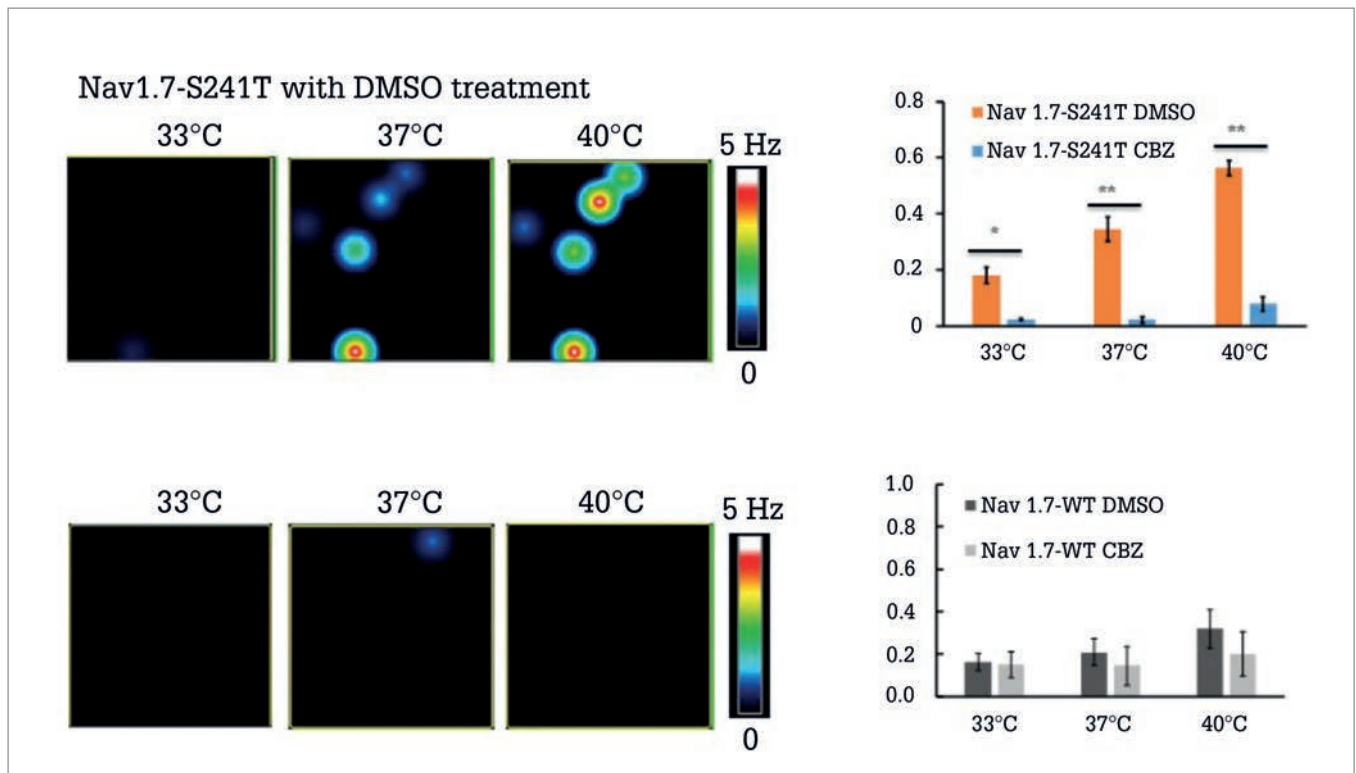 Nav1.7-S241T with DMSO treatment
33°C 37°C 40°C
5 Hz
0
0.8
0.6
0.4
0.2
0
Nav 1.7-S241T DMSO
Nav 1.7-S241T CBZ
* ** **
33°C 37°C 40°C
33°C 37°C 40°C
5 Hz
0
1.0
0.8
0.6
0.4
0.2
0.0
Nav 1.7-WT DMSO
Nav 1.7-WT CBZ
33°C 37°C 40°C